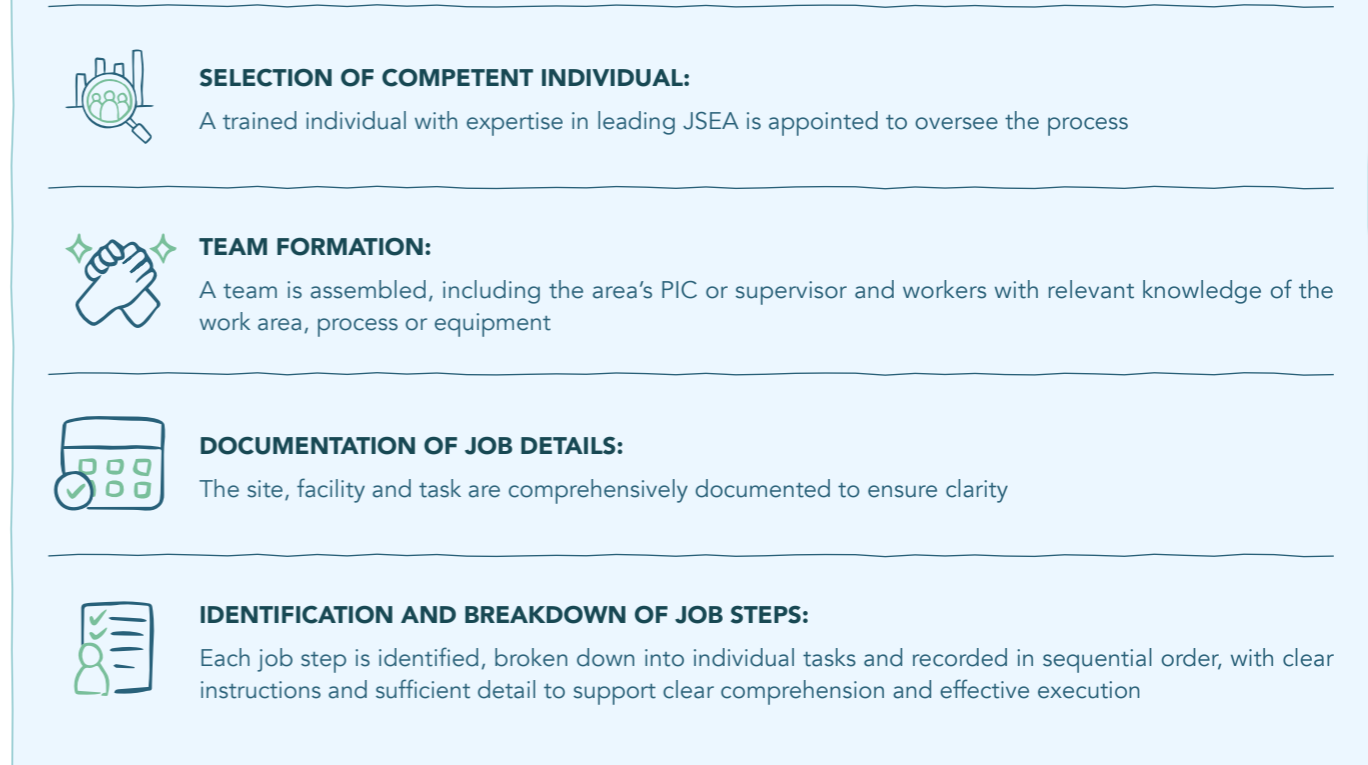 SELECTION OF COMPETENT INDIVIDUAL:
A trained individual with expertise in leading JSEA is appointed to oversee the process
TEAM FORMATION:
A team is assembled, including the area’s PIC or supervisor and workers with relevant knowledge of the
work area, process or equipment
DOCUMENTATION OF JOB DETAILS:
The site, facility and task are comprehensively documented to ensure clarity
IDENTIFICATION AND BREAKDOWN OF JOB STEPS:
Each job step is identified, broken down into individual tasks and recorded in sequential order, with clear
instructions and sufficient detail to support clear comprehension and effective execution